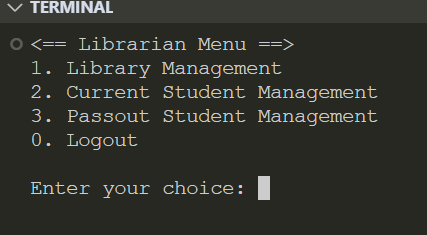 TERMINAL
<== Librarian Menu ==>
1. Library Management
2. Current Student Management
3. Passout Student Management
0. Logout
Enter your choice: